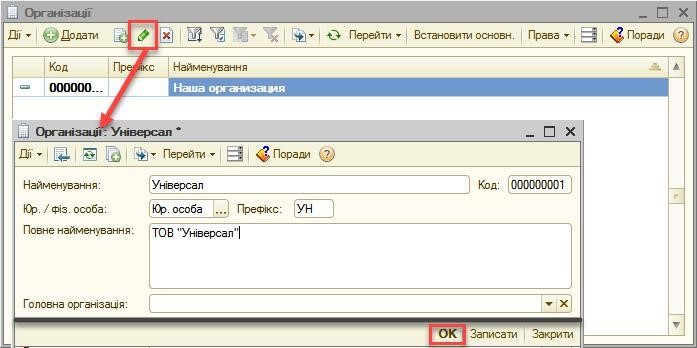 Організації
Дії Додати Перейти Встановити основн. Права Поради
Код Префікс Найменування
000000... Наша организация
Організації: Універсал *
Дії Перейти Поради
Найменування: Універсал Код: 000000001
Юр. / Фіз. особа: Юр. особа ... Префікс: УН
Повне найменування: ТОВ "Універсал"
Головна організація:
OK Записати Закрити